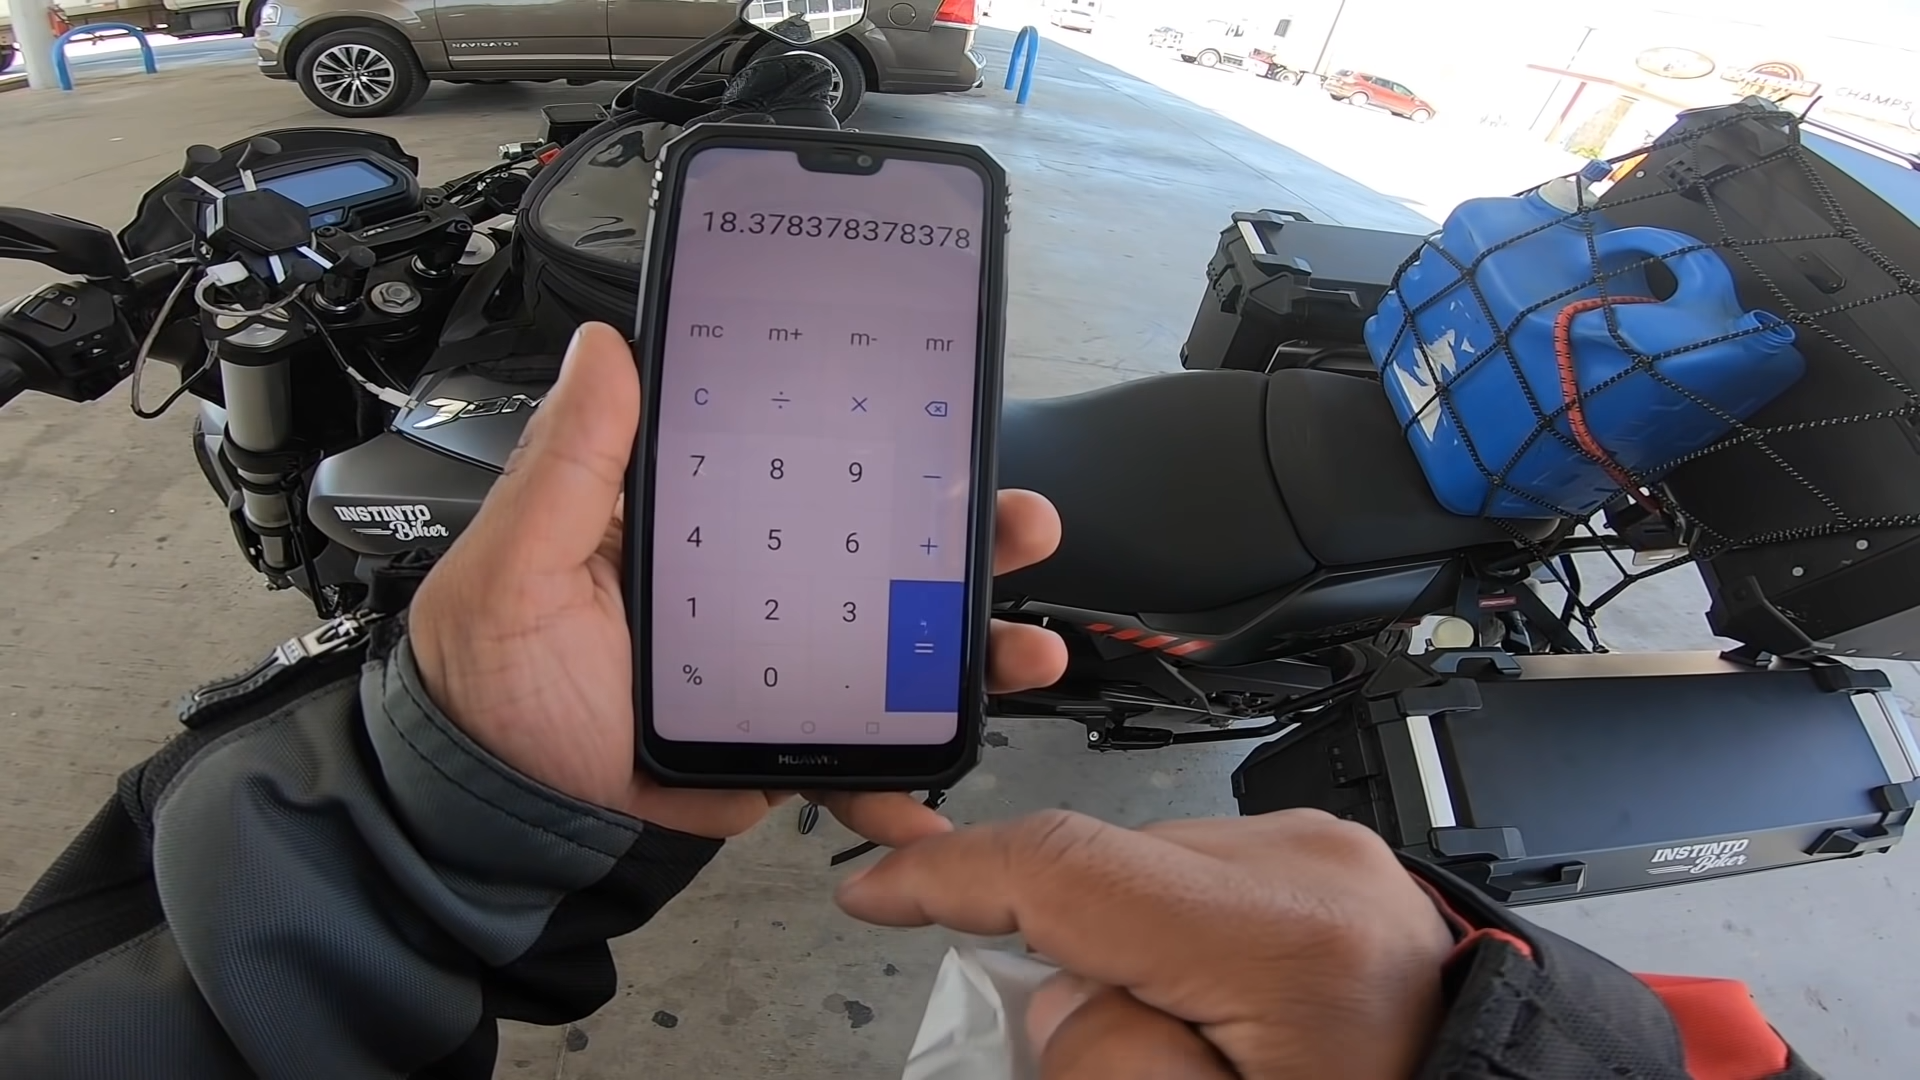 NAVIGATOR
CHAMPS
18.378378378378
mc m+ m- mr
C ÷ ×
7 8 9 −
4 5 6 +
1 2 3
% 0 . =
HUAWEI
INSTINTO
Biker
INSTINTO
Biker